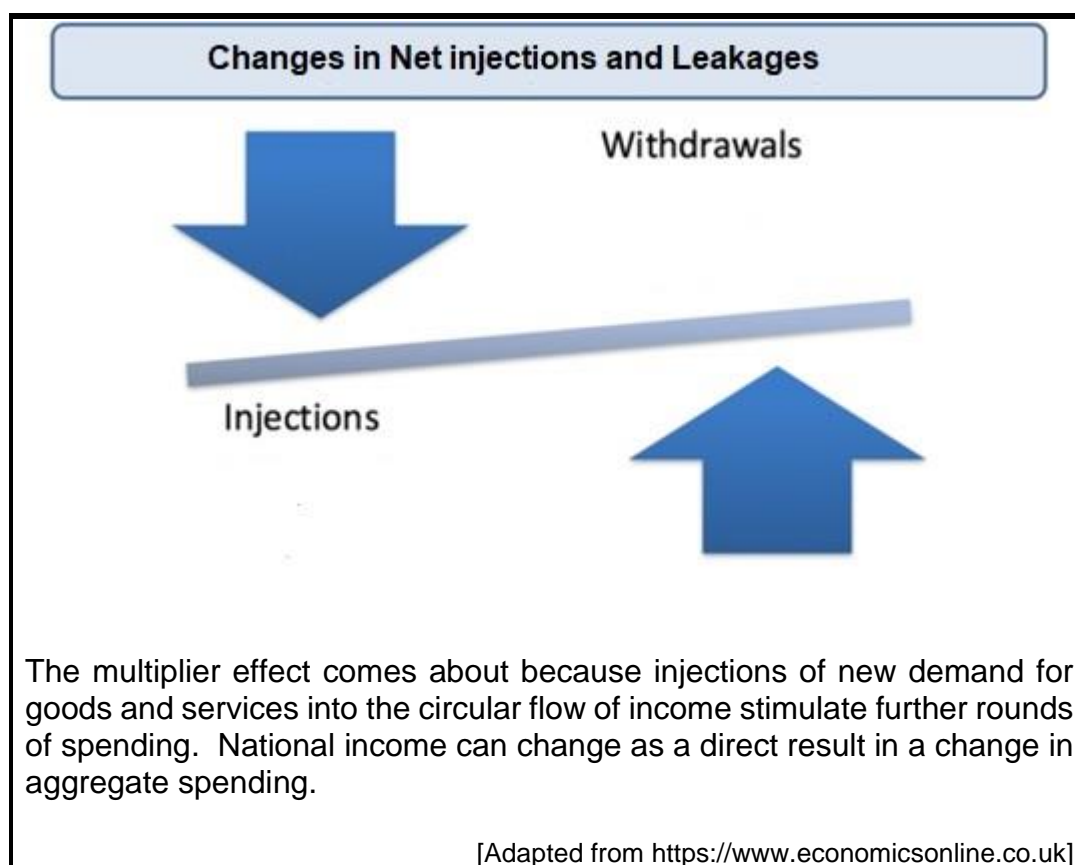 Changes in Net injections and Leakages
Withdrawals
Injections
The multiplier effect comes about because injections of new demand for
goods and services into the circular flow of income stimulate further rounds
of spending. National income can change as a direct result in a change in
aggregate spending.
[Adapted from https://www.economicsonline.co.uk]